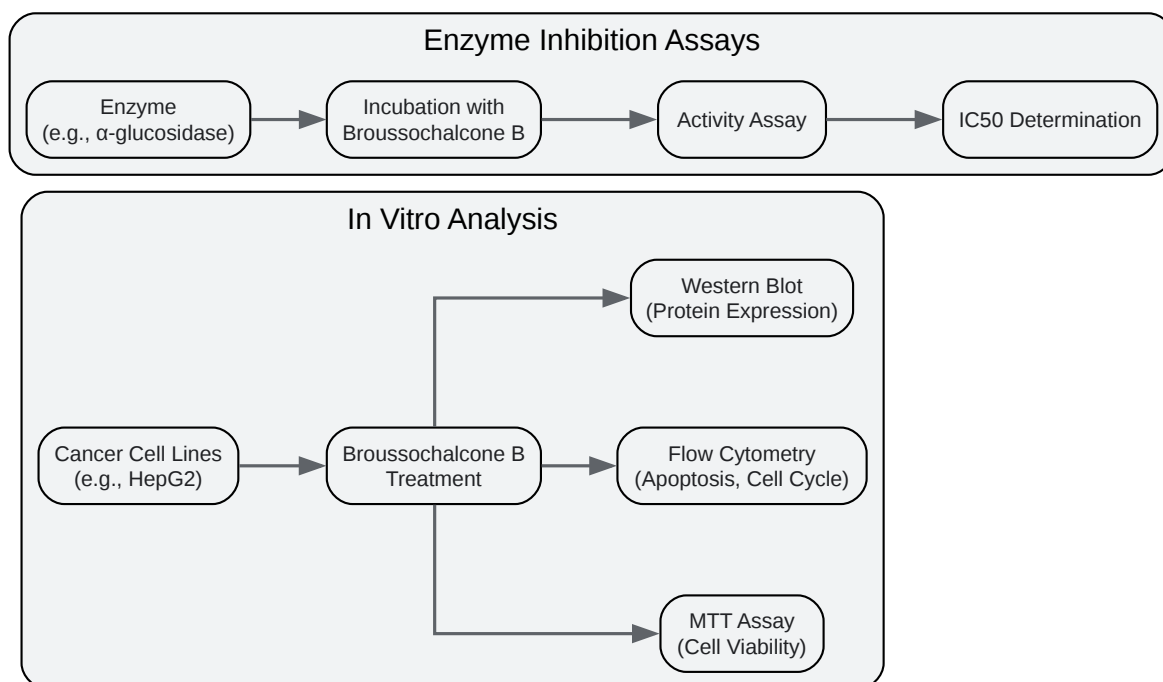 Enzyme Inhibition Assays
Enzyme
(e.g., α-glucosidase)
Incubation with
Broussochalcone B
Activity Assay
IC50 Determination
In Vitro Analysis
Western Blot
(Protein Expression)
Cancer Cell Lines
(e.g., HepG2)
Broussochalcone B
Treatment
Flow Cytometry
(Apoptosis, Cell Cycle)
MTT Assay
(Cell Viability)